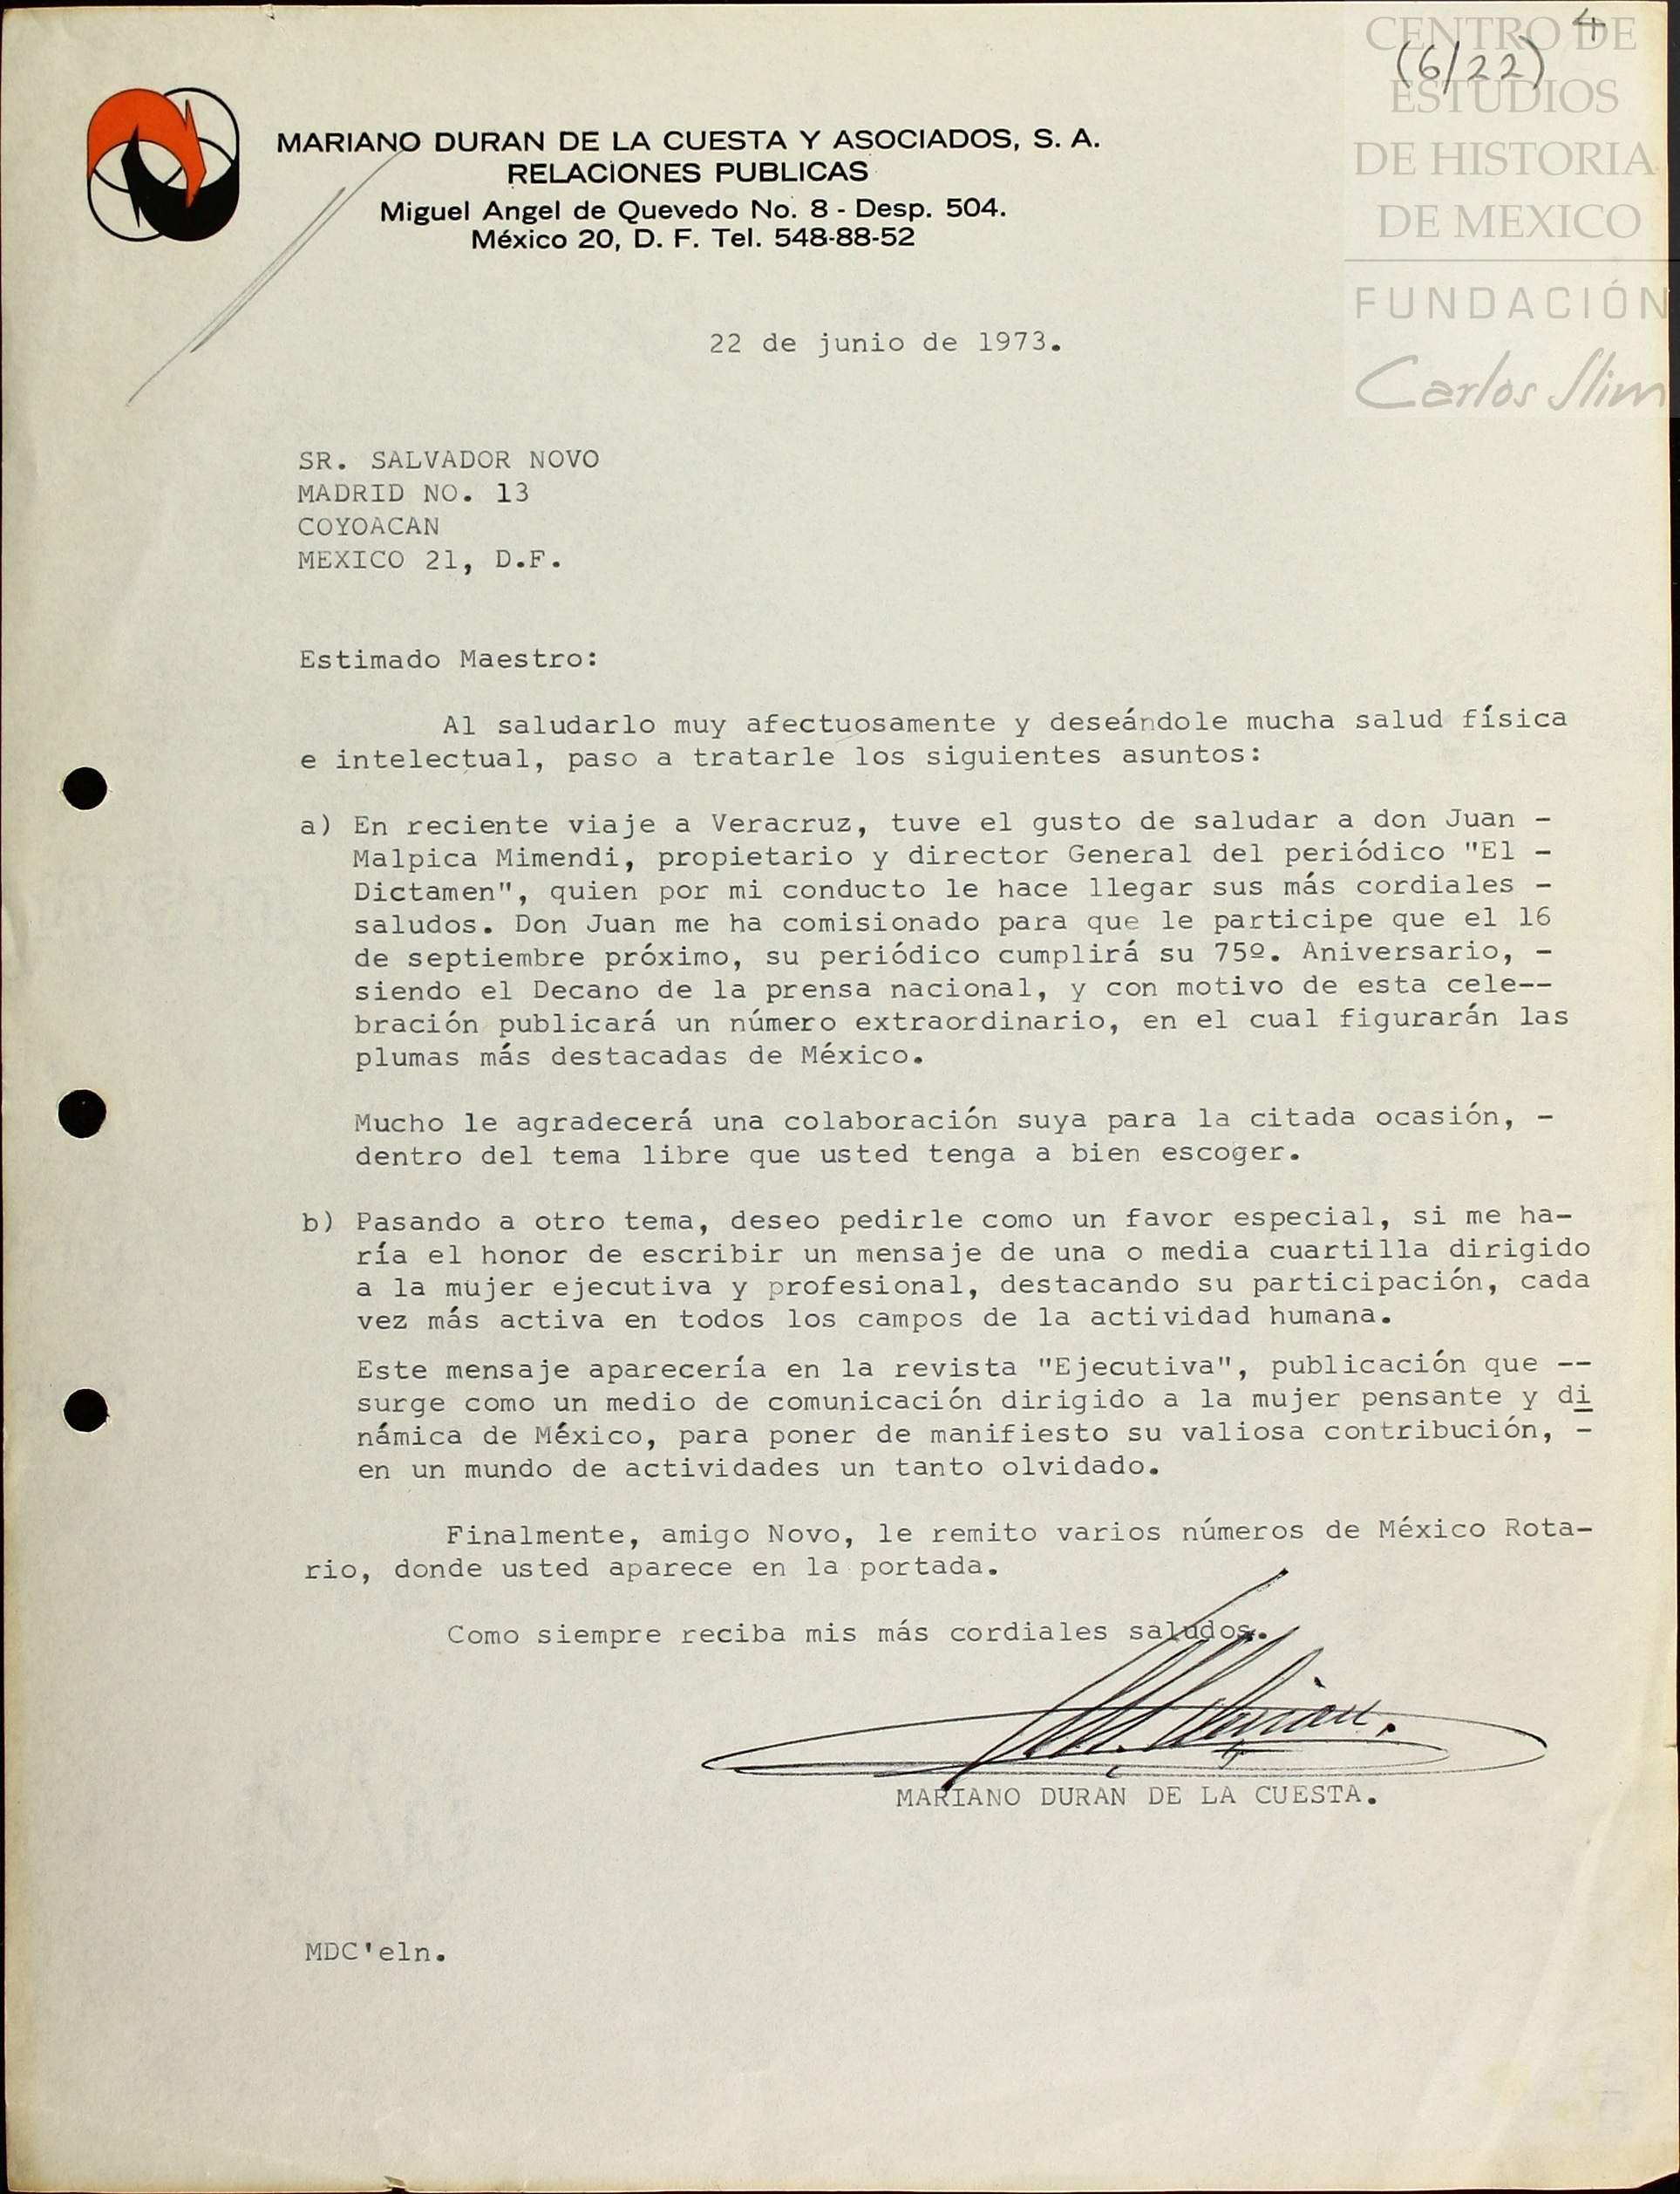 4
(6/22)
CENTRO DE
ESTUDIOS
DE HISTORIA
DE MEXICO
FUNDACIÓN
Carlos Slim
MARIANO DURAN DE LA CUESTA Y ASOCIADOS, S. A.
RELACIONES PUBLICAS
Miguel Angel de Quevedo No. 8 - Desp. 504.
México 20, D. F. Tel. 548-88-52
22 de junio de 1973.
SR. SALVADOR NOVO
MADRID NO. 13
COYOACAN
MEXICO 21, D.F.
Estimado Maestro:
Al saludarlo muy afectuosamente y deseándole mucha salud física
e intelectual, paso a tratarle los siguientes asuntos:
a) En reciente viaje a Veracruz, tuve el gusto de saludar a don Juan -
Malpica Mimendi, propietario y director General del periódico "El -
Dictamen", quien por mi conducto le hace llegar sus más cordiales -
saludos. Don Juan me ha comisionado para que le participe que el 16
de septiembre próximo, su periódico cumplirá su 75º. Aniversario, -
siendo el Decano de la prensa nacional, y con motivo de esta cele--
bración publicará un número extraordinario, en el cual figurarán las
plumas más destacadas de México.
Mucho le agradecerá una colaboración suya para la citada ocasión, -
dentro del tema libre que usted tenga a bien escoger.
b) Pasando a otro tema, deseo pedirle como un favor especial, si me ha-
ría el honor de escribir un mensaje de una o media cuartilla dirigido
a la mujer ejecutiva y profesional, destacando su participación, cada
vez más activa en todos los campos de la actividad humana.
Este mensaje aparecería en la revista "Ejecutiva", publicación que --
surge como un medio de comunicación dirigido a la mujer pensante y di
námica de México, para poner de manifiesto su valiosa contribución, -
en un mundo de actividades un tanto olvidado.
Finalmente, amigo Novo, le remito varios números de México Rota-
rio, donde usted aparece en la portada.
Como siempre reciba mis más cordiales saludos.
MARIANO DURAN DE LA CUESTA.
MDC'eln.